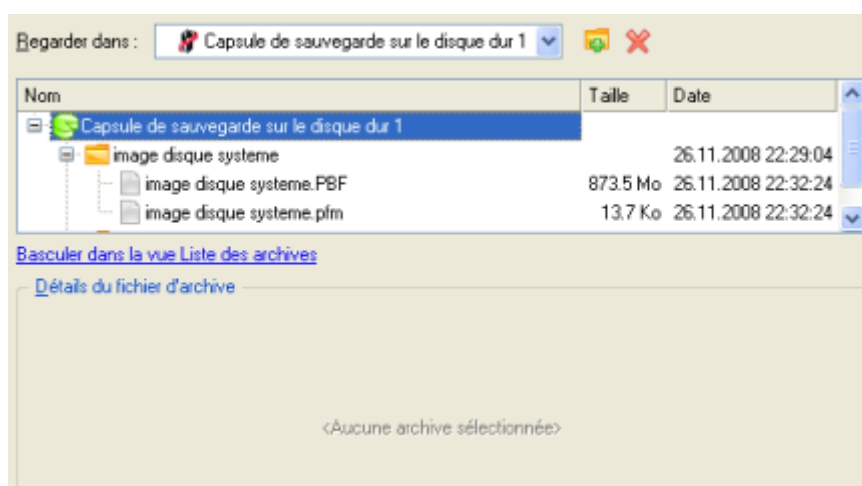 Regarder dans : Capsule de sauvegarde sur le disque dur 1
Nom Taille Date
Capsule de sauvegarde sur le disque dur 1
image disque systeme 26.11.2008 22:29:04
image disque systeme.PBF 873.5 Mo 26.11.2008 22:32:24
image disque systeme.pfm 13.7 Ko 26.11.2008 22:32:24
Basculer dans la vue Liste des archives
Détails du fichier d'archive
<Aucune archive sélectionnée>